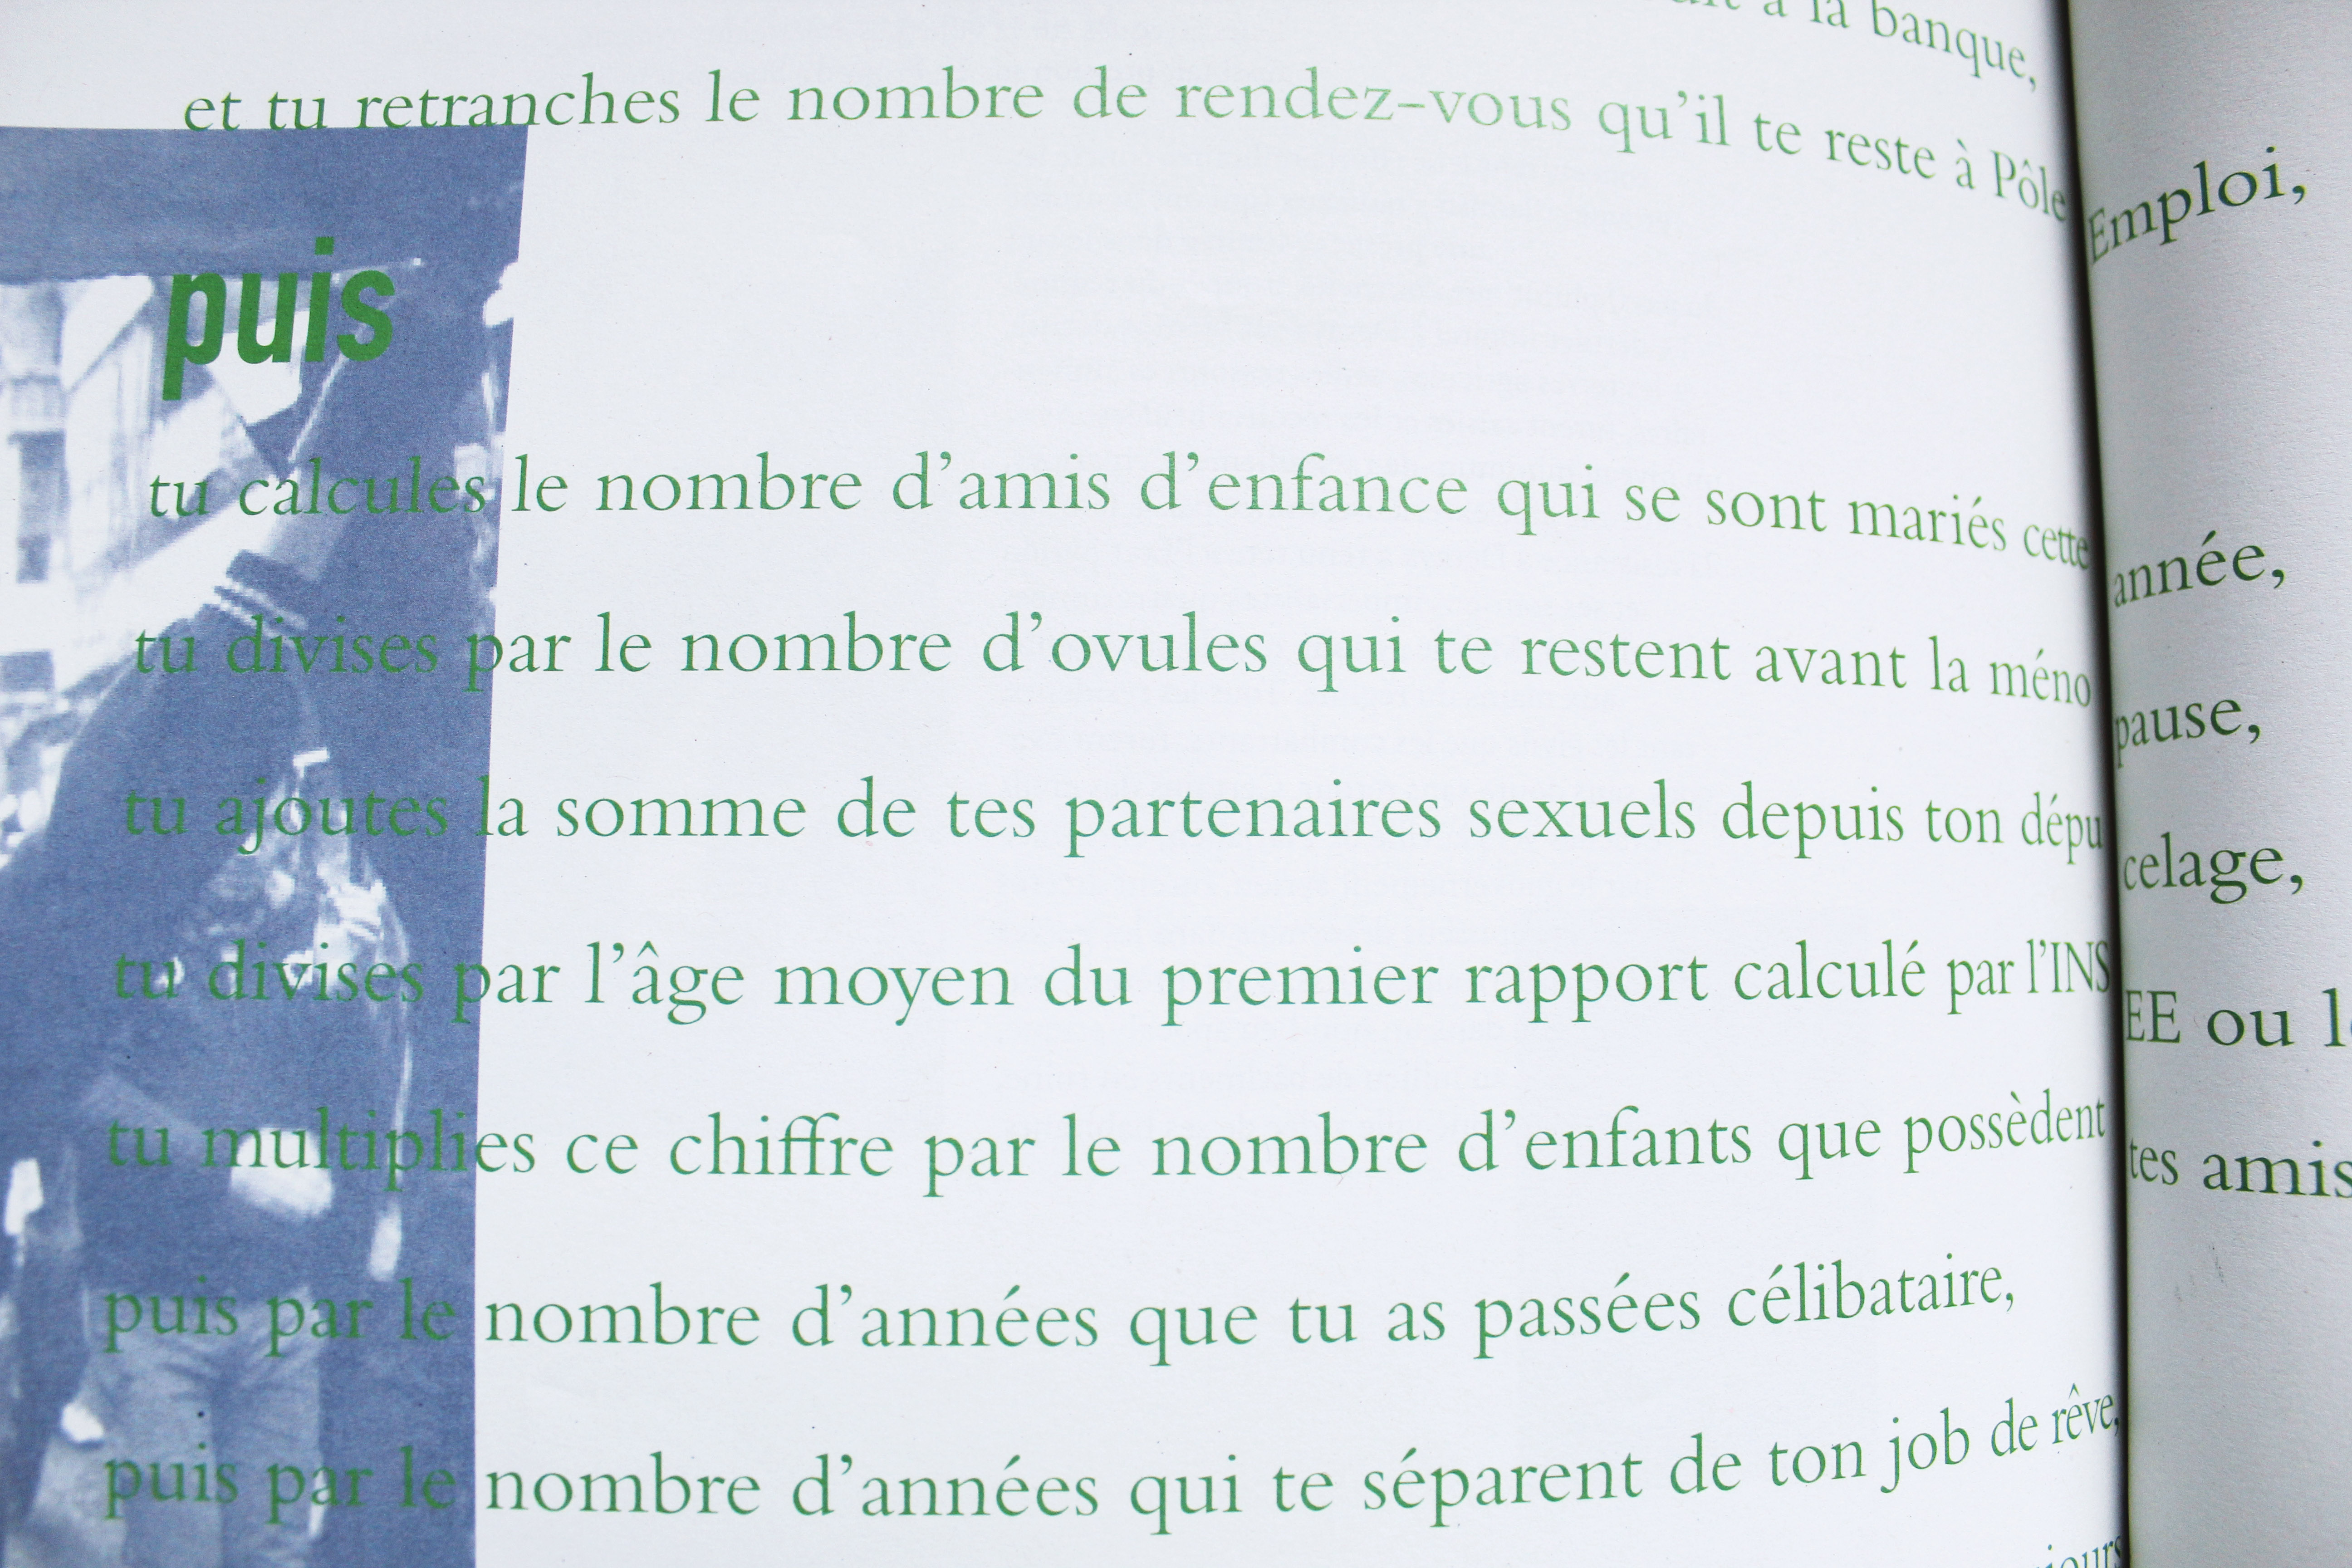 à la banque,
et tu retranches le nombre de rendez-vous qu'il te reste à Pôle Emploi,
puis
tu calcules le nombre d'amis d'enfance qui se sont mariés cette année,
tu divises par le nombre d'ovules qui te restent avant la ménopause,
tu ajoutes la somme de tes partenaires sexuels depuis ton dépucelage,
tu divises par l'âge moyen du premier rapport calculé par l'INSEE ou
tu multiplies ce chiffre par le nombre d'enfants que possèdent tes amis
puis par le nombre d'années que tu as passées célibataire,
puis par le nombre d'années qui te séparent de ton job de rêve,